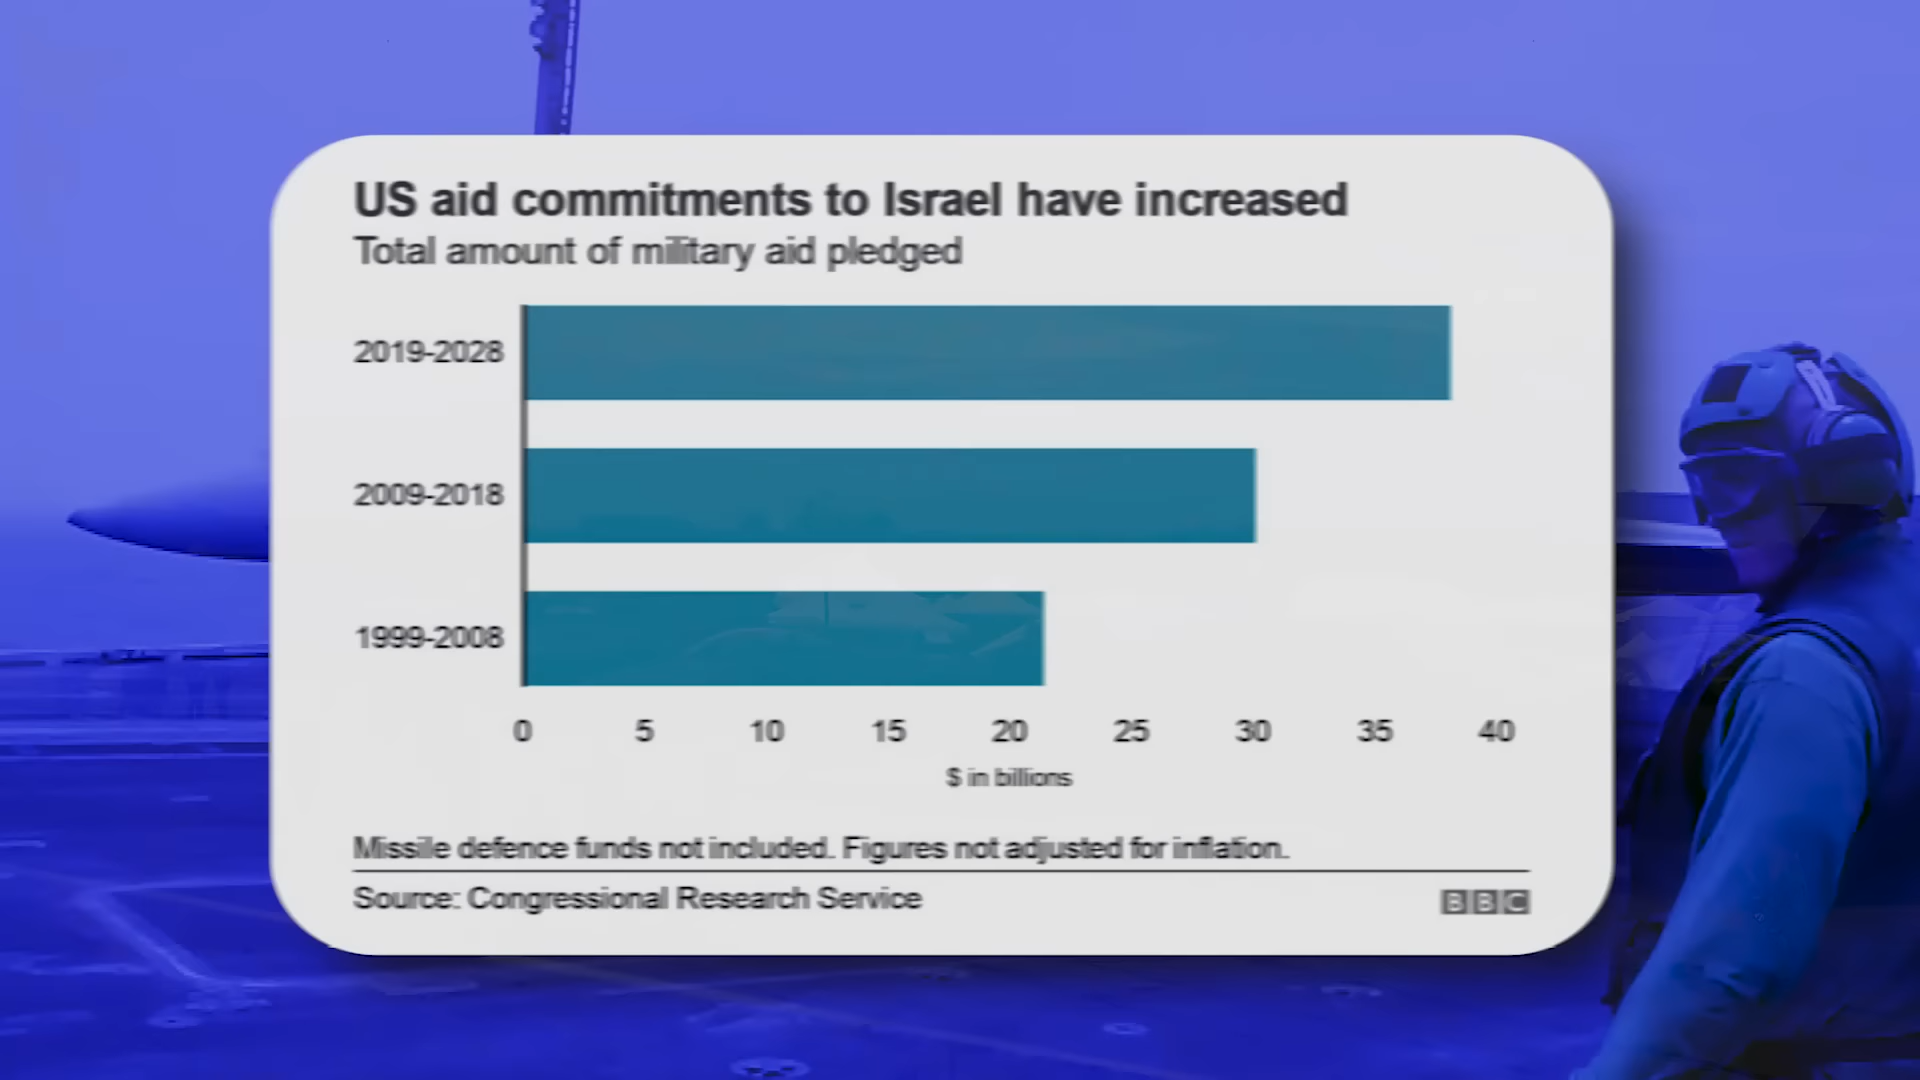 US aid commitments to Israel have increased
Total amount of military aid pledged
2019-2028
2009-2018
1999-2008
0 5 10 15 20 25 30 35 40
$ in billions
Missile defence funds not included. Figures not adjusted for inflation.
Source: Congressional Research Service
BBC